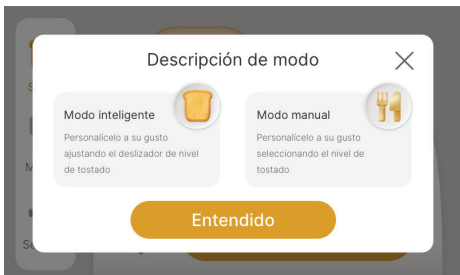 Descripción de modo
Modo inteligente
Personalícelo a su gusto
ajustando el deslizador de nivel
de tostado
Modo manual
Personalícelo a su gusto
seleccionando el nivel de
tostado
Entendido